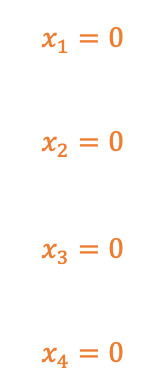 x₁ = 0
x₂ = 0
x₃ = 0
x₄ = 0